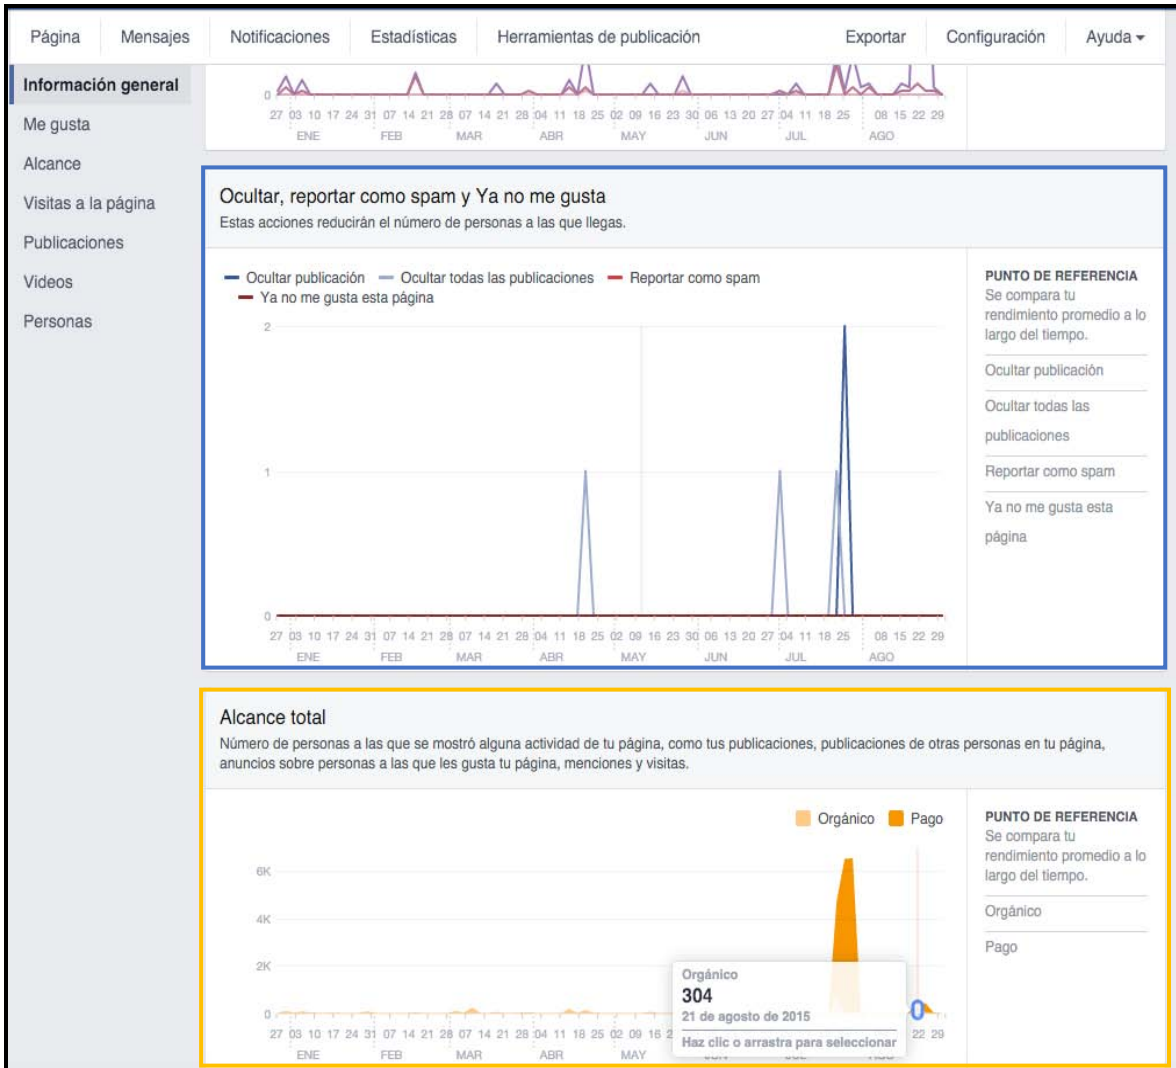 Página Mensajes Notificaciones Estadísticas Herramientas de publicación Exportar Configuración Ayuda
Información general
Me gusta
Alcance
Visitas a la página
Publicaciones
Videos
Personas
0
27 03 10 17 24 31 07 14 21 28 07 14 21 28 04 11 18 25 02 09 16 23 30 06 13 20 27 04 11 18 25 08 15 22 29
ENE FEB MAR ABR MAY JUN JUL AGO
Ocultar, reportar como spam y Ya no me gusta
Estas acciones reducirán el número de personas a las que llegas.
Ocultar publicación Ocultar todas las publicaciones Reportar como spam
Ya no me gusta esta página
2
1
0
27 03 10 17 24 31 07 14 21 28 07 14 21 28 04 11 18 25 02 09 16 23 30 06 13 20 27 04 11 18 25 08 15 22 29
ENE FEB MAR ABR MAY JUN JUL AGO
PUNTO DE REFERENCIA
Se compara tu
rendimiento promedio a lo
largo del tiempo.
Ocultar publicación
Ocultar todas las
publicaciones
Reportar como spam
Ya no me gusta esta
página
Alcance total
Número de personas a las que se mostró alguna actividad de tu página, como tus publicaciones, publicaciones de otras personas en tu página,
anuncios sobre personas a las que les gusta tu página, menciones y visitas.
Orgánico Pago
6K
4K
2K
0
27 03 10 17 24 31 07 14 21 28 07 14 21 28 04 11 18 25 02 09 16 22 29
ENE FEB MAR ABR MAY
Orgánico
304
21 de agosto de 2015
Haz clic o arrastra para seleccionar
PUNTO DE REFERENCIA
Se compara tu
rendimiento promedio a lo
largo del tiempo.
Orgánico
Pago